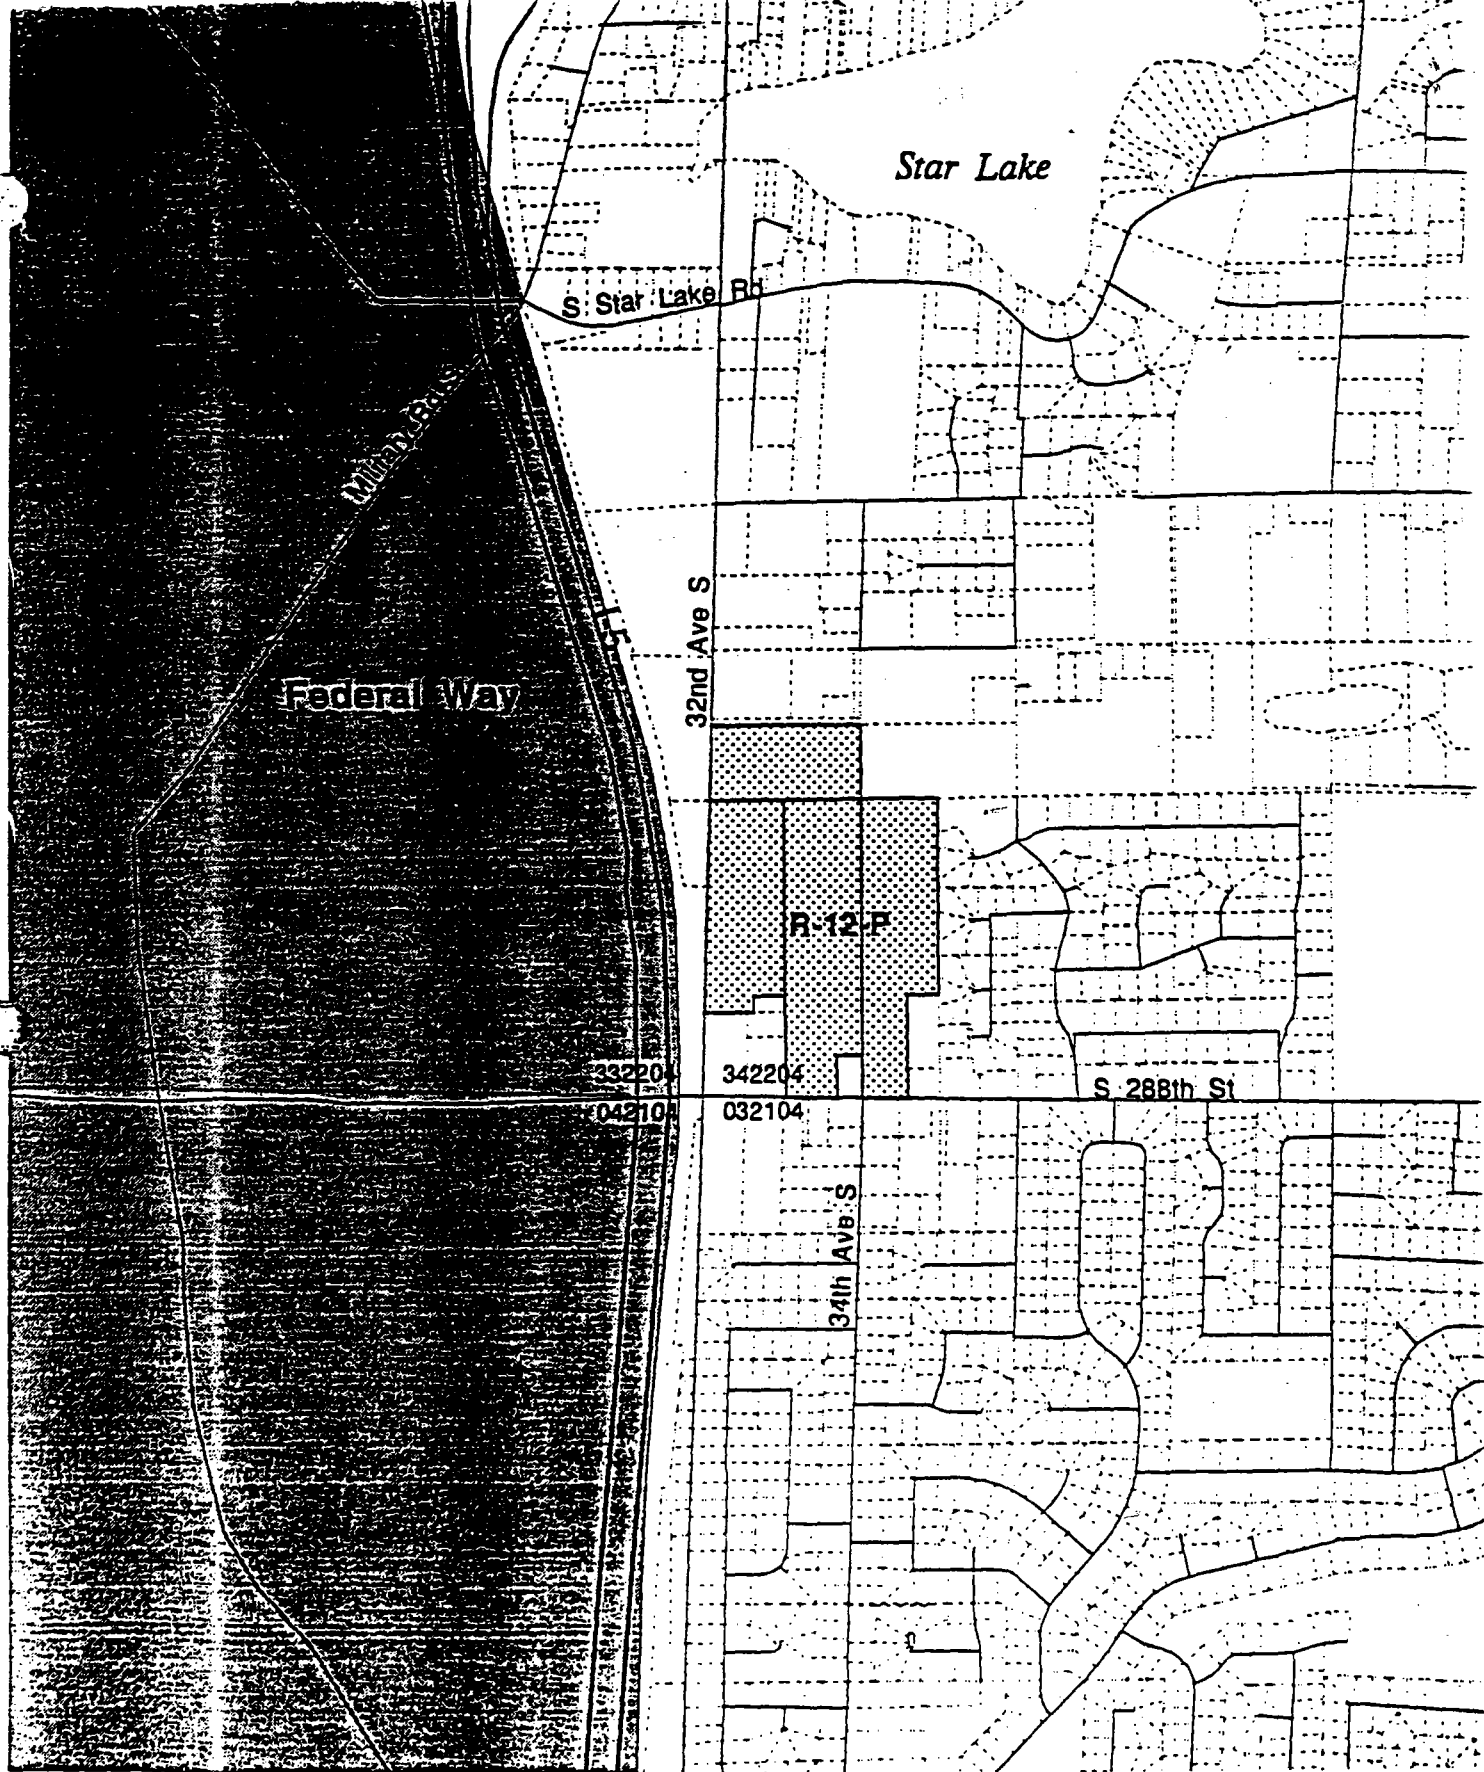 Star Lake
S Star Lake Rd
I-5
32nd Ave S
Federal Way
R-12-P
332204
342204
S 288th St
042104
032104
34th Ave S